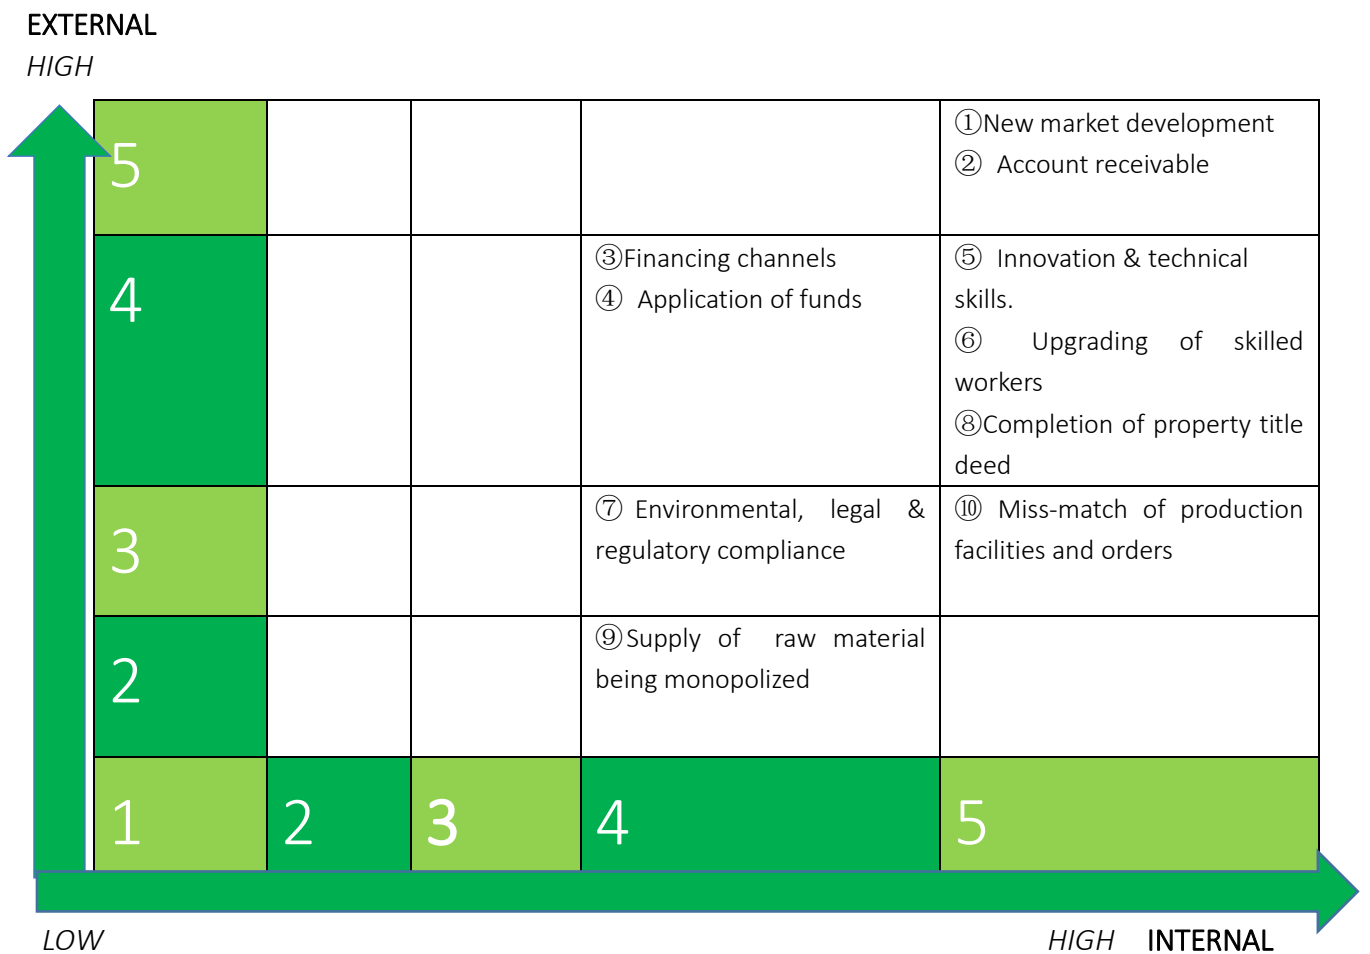 EXTERNAL
HIGH
5
①New market development
② Account receivable
4
③Financing channels
④ Application of funds
⑤ Innovation & technical
skills.
⑥ Upgrading of skilled
workers
⑧Completion of property title
deed
3
⑦ Environmental, legal &
regulatory compliance
⑩ Miss-match of production
facilities and orders
2
⑨Supply of raw material
being monopolized
1 2 3 4 5
LOW HIGH INTERNAL